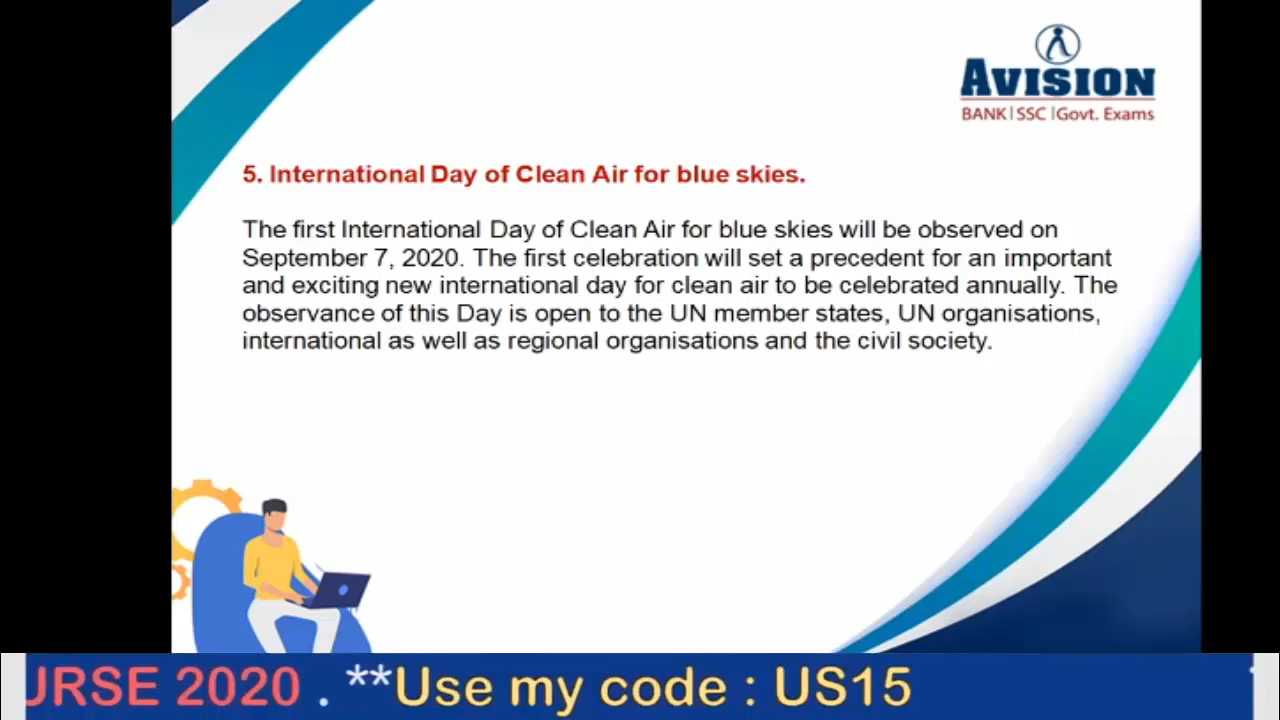 AVISION
BANK | SSC | Govt. Exams
5. International Day of Clean Air for blue skies.
The first International Day of Clean Air for blue skies will be observed on
September 7, 2020. The first celebration will set a precedent for an important
and exciting new international day for clean air to be celebrated annually. The
observance of this Day is open to the UN member states, UN organisations,
international as well as regional organisations and the civil society.
URSE 2020 . **Use my code : US15